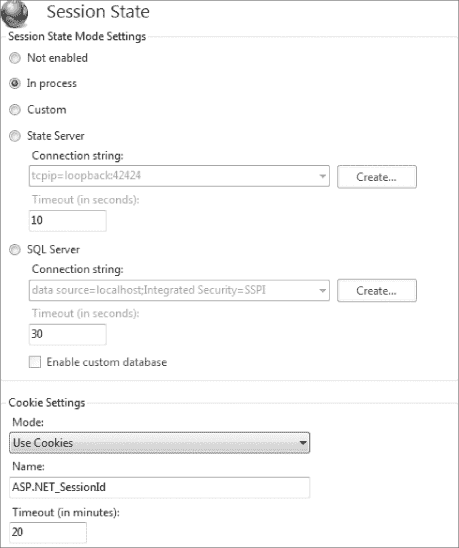 Session State
Session State Mode Settings
Not enabled
In process
Custom
State Server
Connection string:
tcpip=loopback:42424
Create...
Timeout (in seconds):
10
SQL Server
Connection string:
data source=localhost;Integrated Security=SSPI
Create...
Timeout (in seconds):
30
Enable custom database
Cookie Settings
Mode:
Use Cookies
Name:
ASP.NET_SessionId
Timeout (in minutes):
20